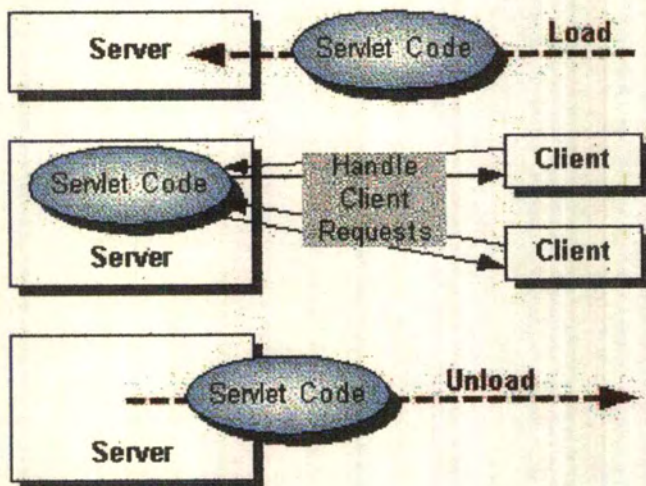 Server
Servlet Code
Load
Servlet Code
Server
Handle
Client
Requests
Client
Client
Servlet Code
Unload
Server